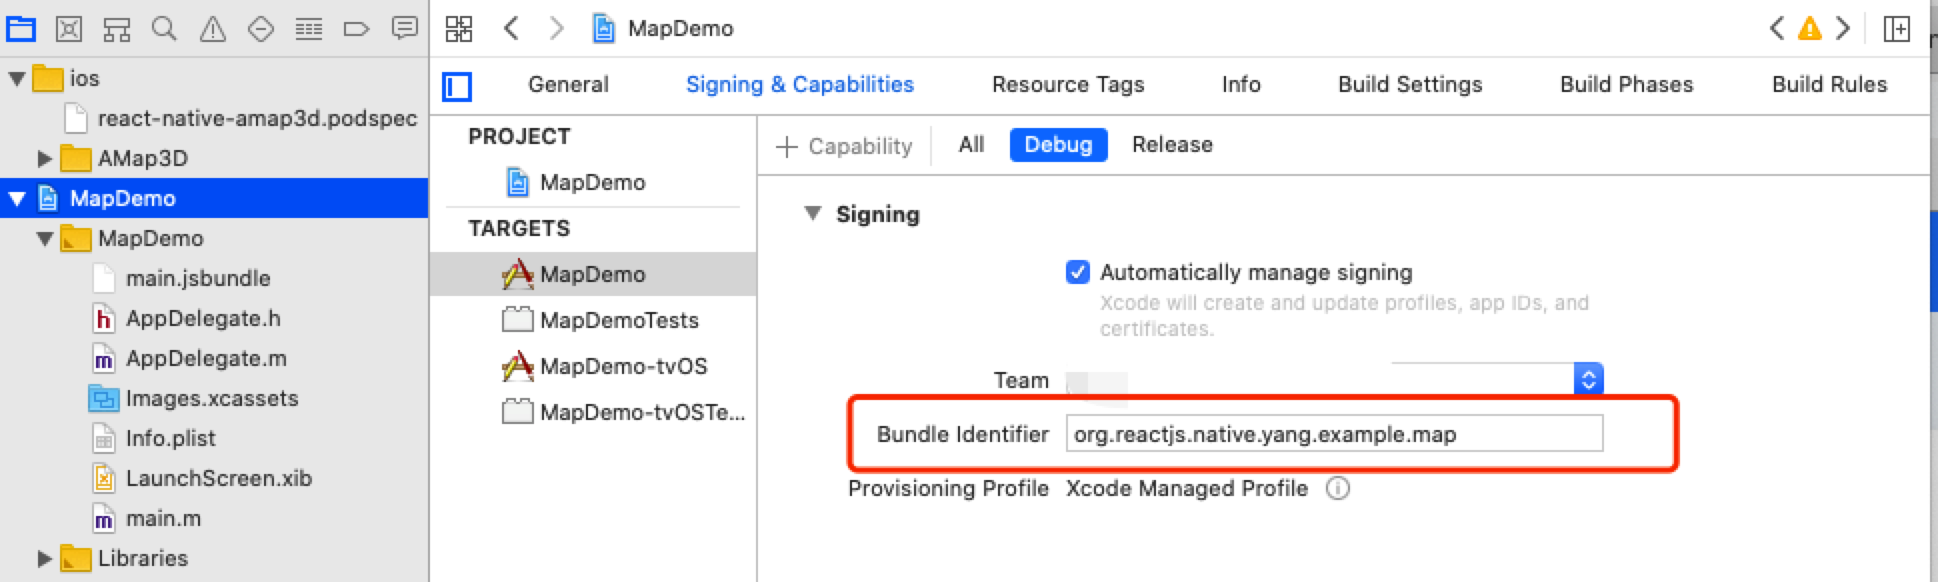 MapDemo
General Signing & Capabilities Resource Tags Info Build Settings Build Phases Build Rules
ios
react-native-amap3d.podspec
AMap3D
MapDemo
MapDemo
main.jsbundle
AppDelegate.h
AppDelegate.m
Images.xcassets
Info.plist
LaunchScreen.xib
main.m
Libraries
PROJECT
MapDemo
TARGETS
MapDemo
MapDemoTests
MapDemo-tvOS
MapDemo-tvOSTe...
+ Capability All Debug Release
Signing
Automatically manage signing
Xcode will create and update profiles, app IDs, and
certificates.
Team
Bundle Identifier org.reactjs.native.yang.example.map
Provisioning Profile Xcode Managed Profile